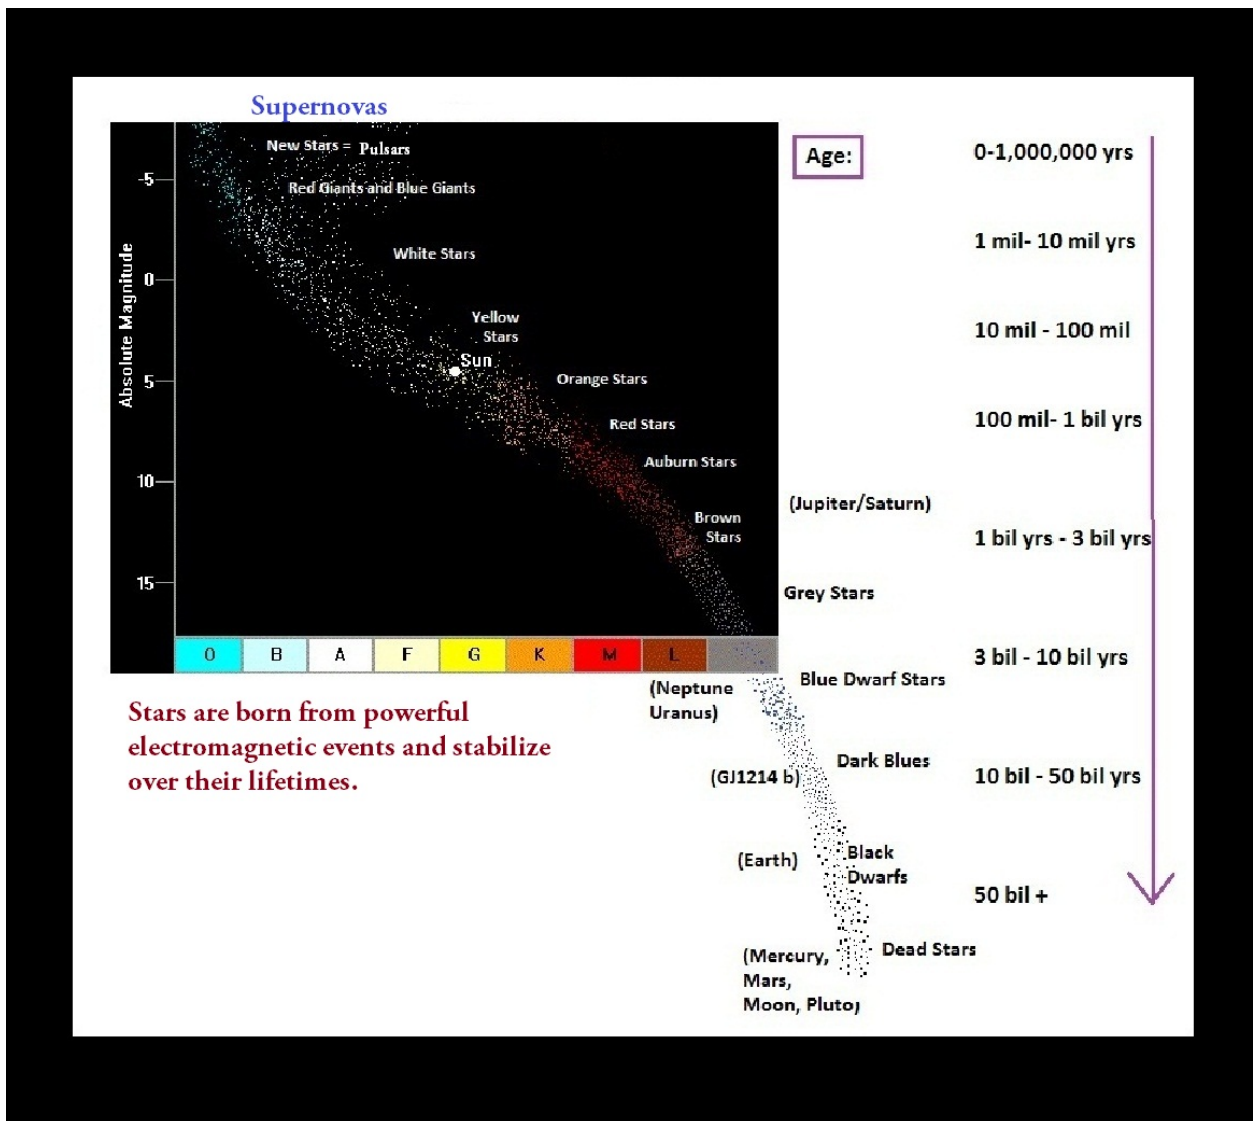 Supernovas
New Stars = Pulsars
Red Giants and Blue Giants
White Stars
Yellow
Stars
Sun
Orange Stars
Red Stars
Auburn Stars
Brown
Stars
Absolute Magnitude
-5
0
5
10
15
O B A F G K M L
(Jupiter/Saturn)
Grey Stars
(Neptune
Uranus)
Blue Dwarf Stars
Dark Blues
(GJ1214 b)
(Earth)
Black
Dwarfs
Dead Stars
(Mercury,
Mars,
Moon, Pluto)
Stars are born from powerful
electromagnetic events and stabilize
over their lifetimes.
Age:
0-1,000,000 yrs
1 mil- 10 mil yrs
10 mil - 100 mil
100 mil- 1 bil yrs
1 bil yrs - 3 bil yrs
3 bil - 10 bil yrs
10 bil - 50 bil yrs
50 bil +